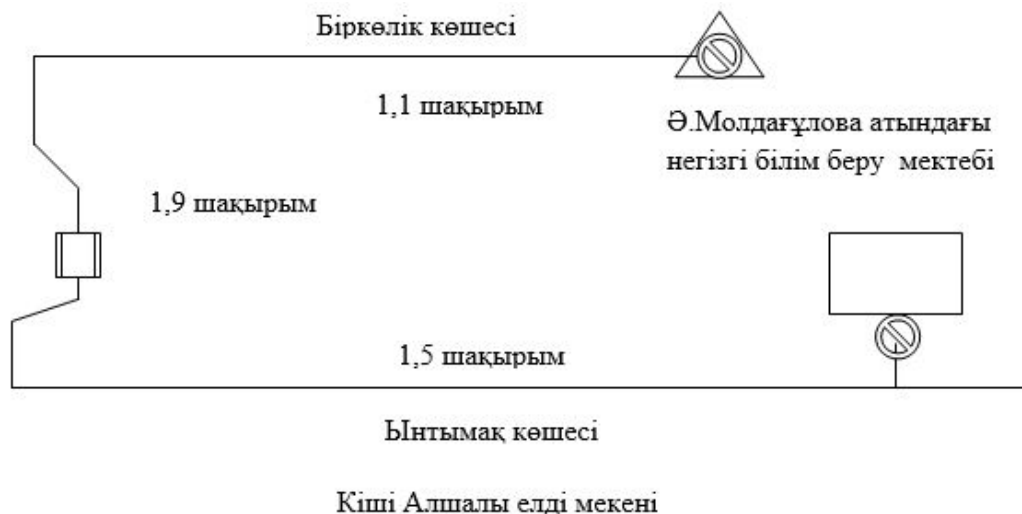 Біркөлік көшесі
1,1 шақырым
Ә.Молдағұлова атындағы
негізгі білім беру мектебі
1,9 шақырым
1,5 шақырым
Ынтымақ көшесі
Кіші Алшалы елді мекені